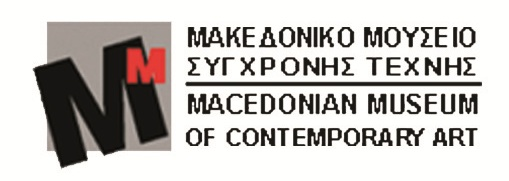 Μ
Μ
ΜΑΚΕΔΟΝΙΚΟ ΜΟΥΣΕΙΟ
ΣΥΓΧΡΟΝΗΣ ΤΕΧΝΗΣ
MACEDONIAN MUSEUM
OF CONTEMPORARY ART